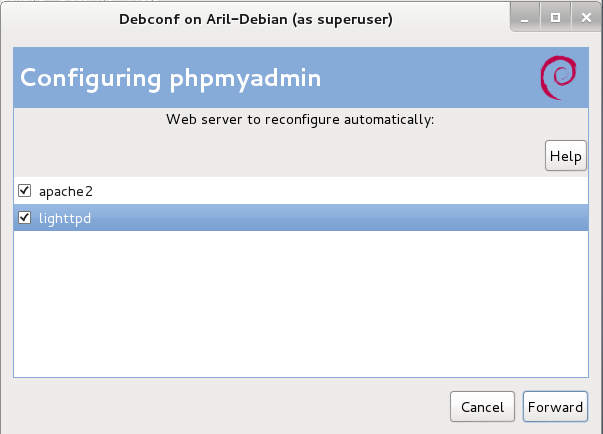 Debconf on Aril-Debian (as superuser)
Configuring phpmyadmin
Web server to reconfigure automatically:
Help
apache2
lighttpd
Cancel
Forward